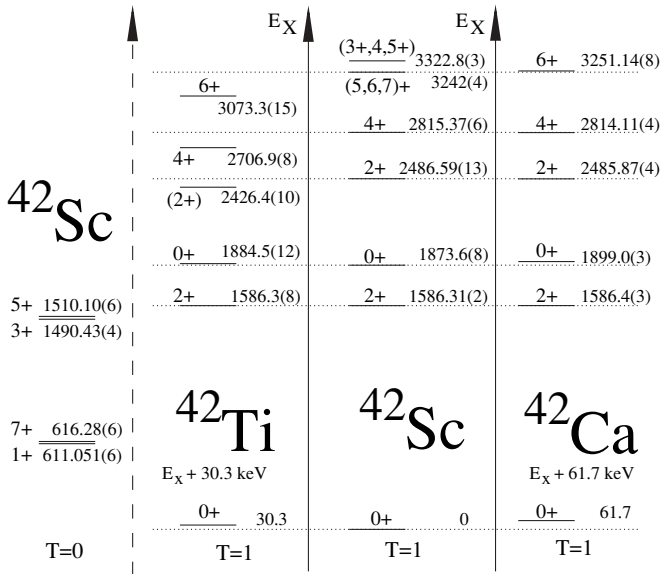 E_X
E_X
(3+,4,5+) 3322.8(3)
6+ 3251.14(8)
(5,6,7)+ 3242(4)
6+
3073.3(15)
4+ 2815.37(6)
4+ 2814.11(4)
4+ 2706.9(8)
2+ 2486.59(13)
2+ 2485.87(4)
(2+) 2426.4(10)
42Sc
0+ 1884.5(12)
0+ 1873.6(8)
0+ 1899.0(3)
5+ 1510.10(6)
3+ 1490.43(4)
2+ 1586.3(8)
2+ 1586.31(2)
2+ 1586.4(3)
42Ti
42Sc
42Ca
7+ 616.28(6)
1+ 611.051(6)
E_X + 30.3 keV
E_X + 61.7 keV
0+ 30.3
0+ 0
0+ 61.7
T=0
T=1
T=1
T=1